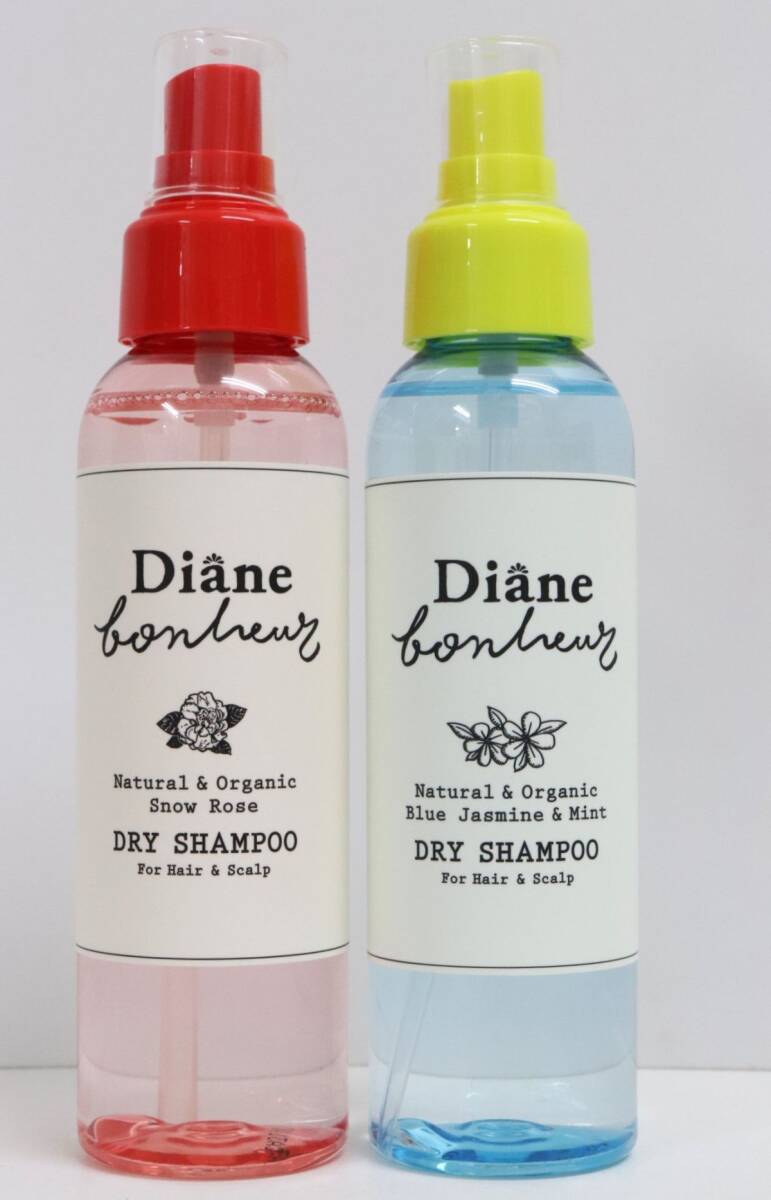 Diane
bonheur
Natural & Organic
Snow Rose
DRY SHAMPOO
For Hair & Scalp
Diane
bonheur
Natural & Organic
Blue Jasmine & Mint
DRY SHAMPOO
For Hair & Scalp